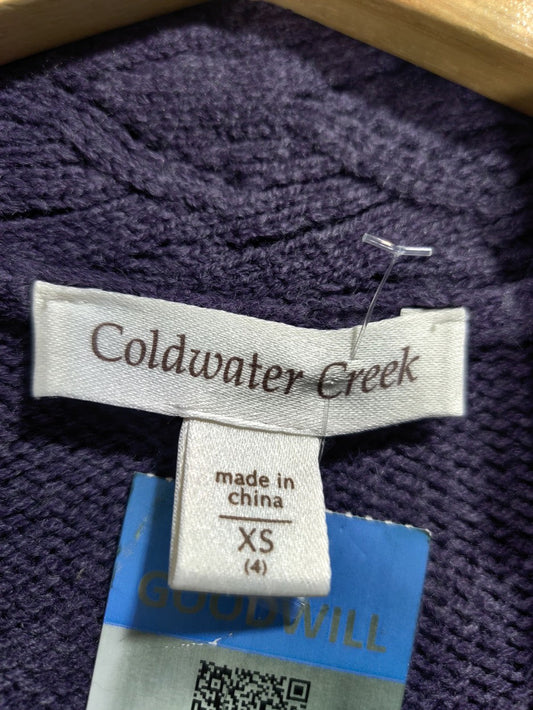 Coldwater Creek
made in
china
XS
(4)
GOODWILL